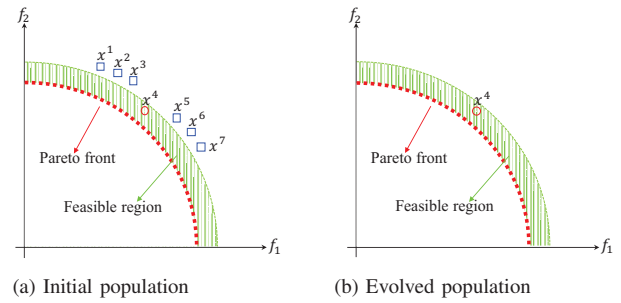 f₂
x¹
x²
x³
x⁴
x⁵
x⁶
x⁷
Pareto front
Feasible region
f₁
(a) Initial population
f₂
x⁴
Pareto front
Feasible region
f₁
(b) Evolved population